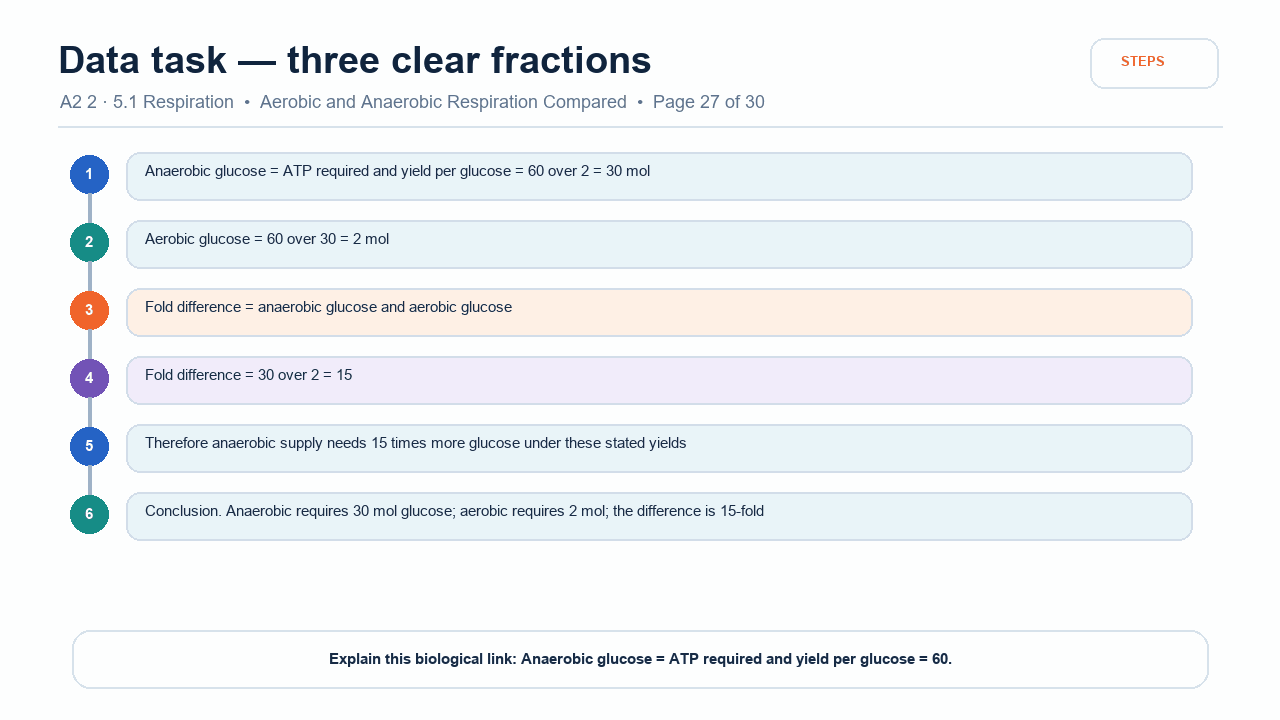 Data task — three clear fractions
STEPS
A2 2 · 5.1 Respiration • Aerobic and Anaerobic Respiration Compared • Page 27 of 30
1 Anaerobic glucose = ATP required and yield per glucose = 60 over 2 = 30 mol
2 Aerobic glucose = 60 over 30 = 2 mol
3 Fold difference = anaerobic glucose and aerobic glucose
4 Fold difference = 30 over 2 = 15
5 Therefore anaerobic supply needs 15 times more glucose under these stated yields
6 Conclusion. Anaerobic requires 30 mol glucose; aerobic requires 2 mol; the difference is 15-fold
Explain this biological link: Anaerobic glucose = ATP required and yield per glucose = 60.